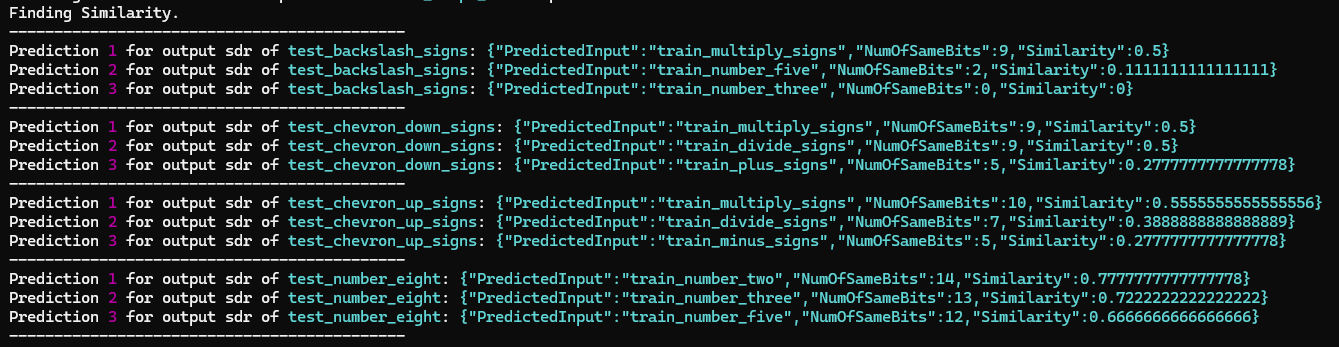 Finding Similarity.
--------------------------------------------
Prediction 1 for output sdr of test_backslash_signs: {"PredictedInput":"train_multiply_signs","NumOfSameBits":9,"Similarity":0.5}
Prediction 2 for output sdr of test_backslash_signs: {"PredictedInput":"train_number_five","NumOfSameBits":2,"Similarity":0.1111111111111111}
Prediction 3 for output sdr of test_backslash_signs: {"PredictedInput":"train_number_three","NumOfSameBits":0,"Similarity":0}
--------------------------------------------
Prediction 1 for output sdr of test_chevron_down_signs: {"PredictedInput":"train_multiply_signs","NumOfSameBits":9,"Similarity":0.5}
Prediction 2 for output sdr of test_chevron_down_signs: {"PredictedInput":"train_divide_signs","NumOfSameBits":9,"Similarity":0.5}
Prediction 3 for output sdr of test_chevron_down_signs: {"PredictedInput":"train_plus_signs","NumOfSameBits":5,"Similarity":0.2777777777777778}
--------------------------------------------
Prediction 1 for output sdr of test_chevron_up_signs: {"PredictedInput":"train_multiply_signs","NumOfSameBits":10,"Similarity":0.5555555555555556}
Prediction 2 for output sdr of test_chevron_up_signs: {"PredictedInput":"train_divide_signs","NumOfSameBits":7,"Similarity":0.3888888888888889}
Prediction 3 for output sdr of test_chevron_up_signs: {"PredictedInput":"train_minus_signs","NumOfSameBits":5,"Similarity":0.2777777777777778}
--------------------------------------------
Prediction 1 for output sdr of test_number_eight: {"PredictedInput":"train_number_two","NumOfSameBits":14,"Similarity":0.7777777777777778}
Prediction 2 for output sdr of test_number_eight: {"PredictedInput":"train_number_three","NumOfSameBits":13,"Similarity":0.7222222222222222}
Prediction 3 for output sdr of test_number_eight: {"PredictedInput":"train_number_five","NumOfSameBits":12,"Similarity":0.6666666666666666}
--------------------------------------------